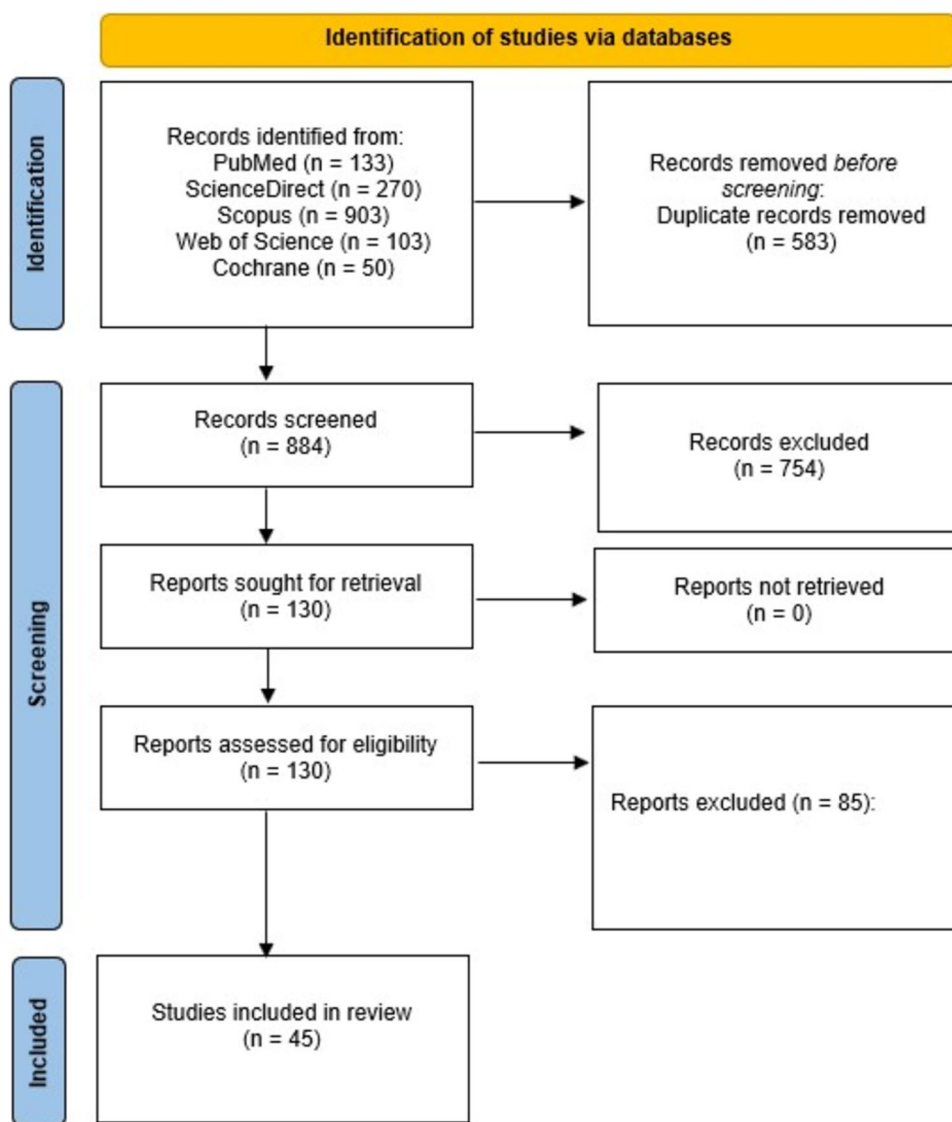 Identification of studies via databases
Identification
Records identified from:
PubMed (n = 133)
ScienceDirect (n = 270)
Scopus (n = 903)
Web of Science (n = 103)
Cochrane (n = 50)
Records removed before
screening:
Duplicate records removed
(n = 583)
Screening
Records screened
(n = 884)
Records excluded
(n = 754)
Reports sought for retrieval
(n = 130)
Reports not retrieved
(n = 0)
Reports assessed for eligibility
(n = 130)
Reports excluded (n = 85):
Included
Studies included in review
(n = 45)